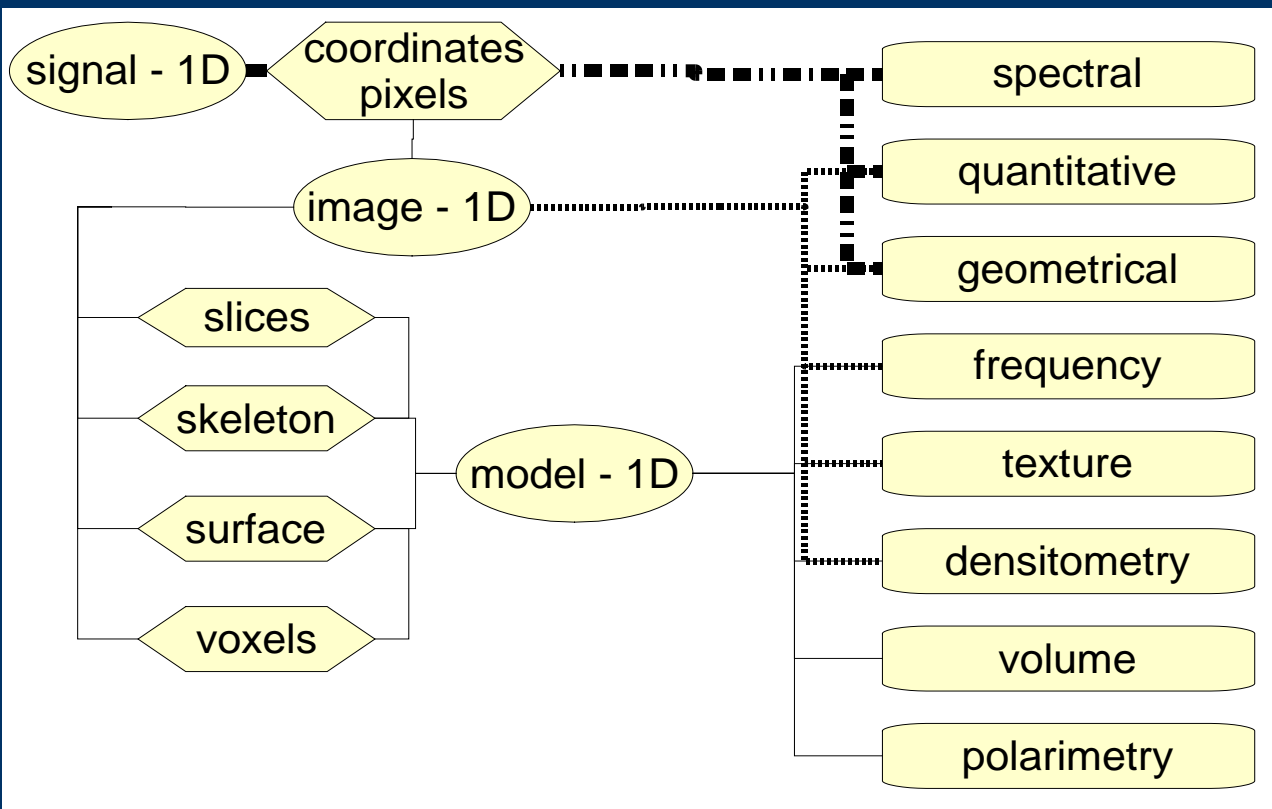 signal - 1D
coordinates
pixels
image - 1D
slices
skeleton
surface
voxels
model - 1D
spectral
quantitative
geometrical
frequency
texture
densitometry
volume
polarimetry